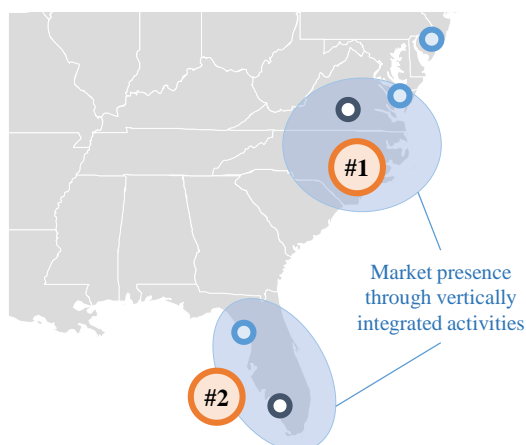 #1
Market presence
through vertically
integrated activities
#2